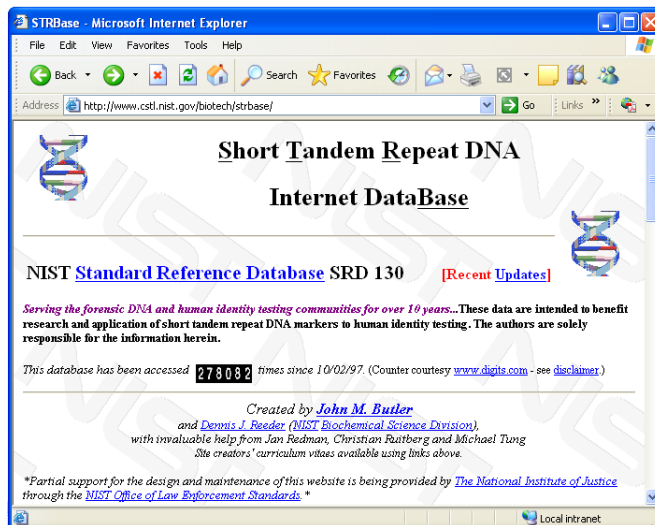 STRBase - Microsoft Internet Explorer
File Edit View Favorites Tools Help
Back Search Favorites
Address http://www.cstl.nist.gov/biotech/strbase/ Go Links »
Short Tandem Repeat DNA
Internet DataBase
NIST Standard Reference Database SRD 130 [Recent Updates]
Serving the forensic DNA and human identity testing communities for over 10 years...These data are intended to benefit
research and application of short tandem repeat DNA markers to human identity testing. The authors are solely
responsible for the information herein.
This database has been accessed 278082 times since 10/02/97. (Counter courtesy www.digits.com - see disclaimer.)
Created by John M. Butler
and Dennis J. Reeder (NIST Biochemical Science Division),
with invaluable help from Jan Redman, Christian Ruitberg and Michael Tung
Site creators' curriculum vitaes available using links above.
*Partial support for the design and maintenance of this website is being provided by The National Institute of Justice
through the NIST Office of Law Enforcement Standards.*
Local intranet